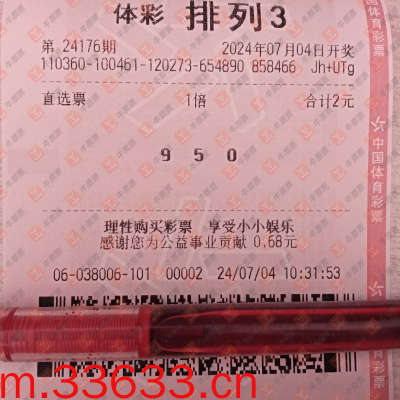 体彩 排列3
第 24176期 2024年07月04日开奖
110360-100461-120273-654890 858466 Jh+UTg
直选票 1倍 合计2元
9 5 0
理性购买彩票 享受小小娱乐
感谢您为公益事业贡献 0.68元
06-038006-101 00002 24/07/04 10:31:53
中国体育彩票
m.33633.cn